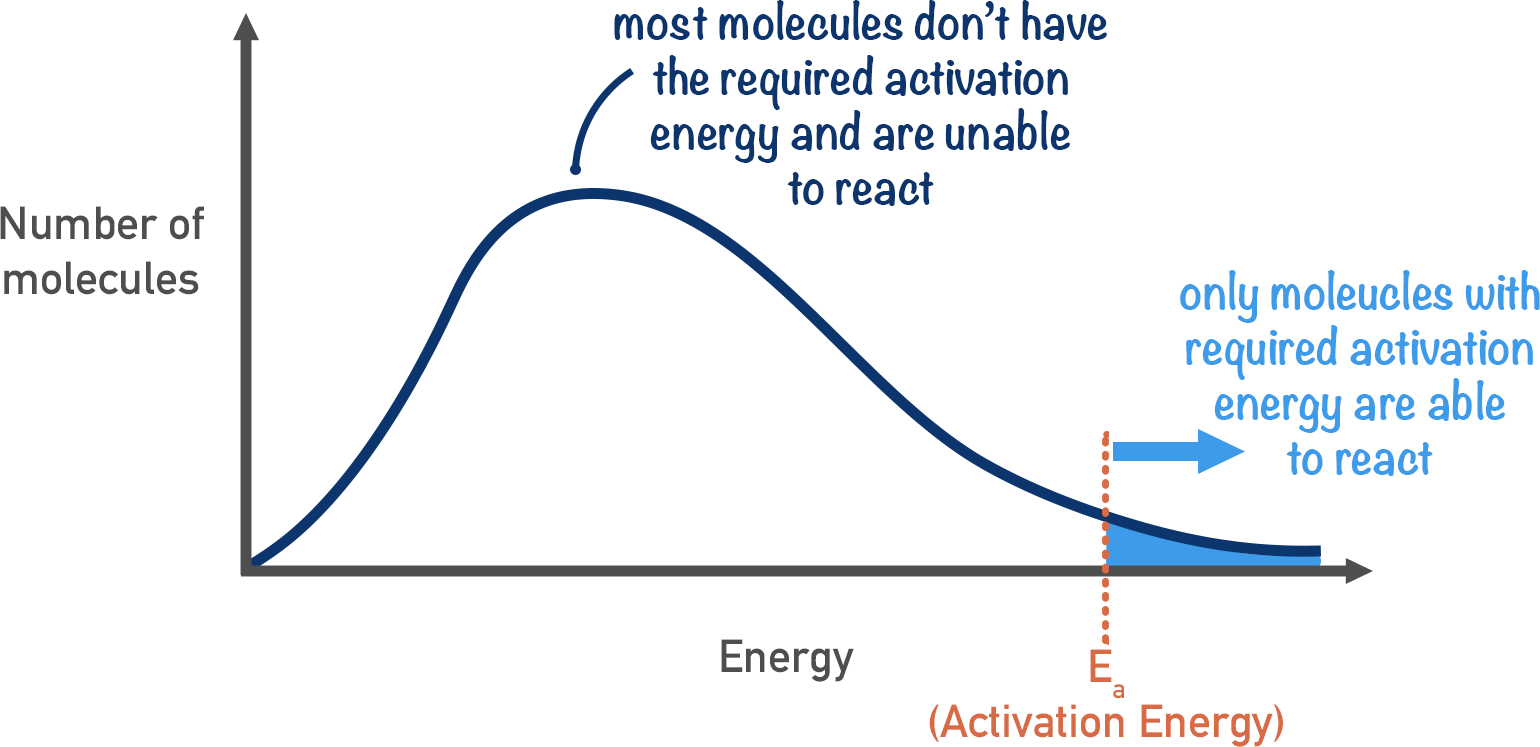 most molecules don't have
the required activation
energy and are unable
to react
Number of
molecules
only moleucles with
required activation
energy are able
to react
Energy
Ea
(Activation Energy)